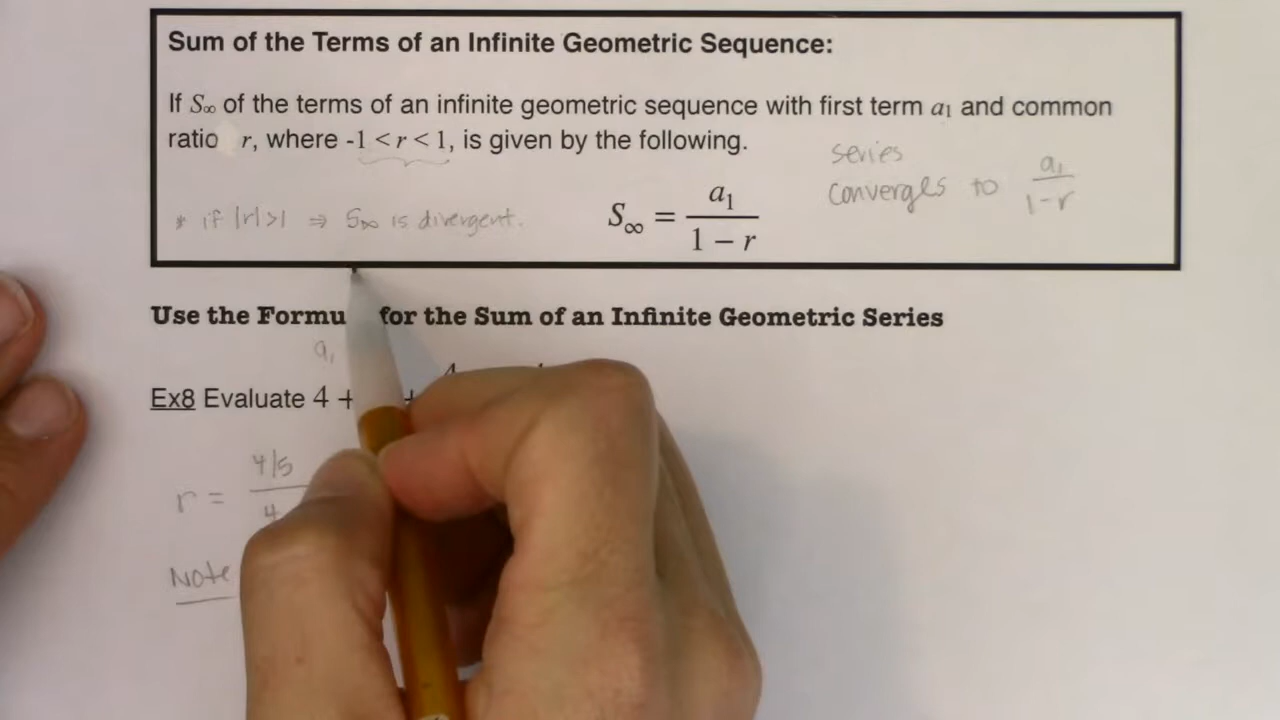 Sum of the Terms of an Infinite Geometric Sequence:
If S∞ of the terms of an infinite geometric sequence with first term a₁ and common
ratio r, where -1 < r < 1, is given by the following.
series
converges to a₁/1-r
* if |r|>1 ⇒ S∞ is divergent.
S∞ = a₁/1 − r
Use the Formu for the Sum of an Infinite Geometric Series
a₁
Ex8 Evaluate 4 + +
r = 4/5
4
Note